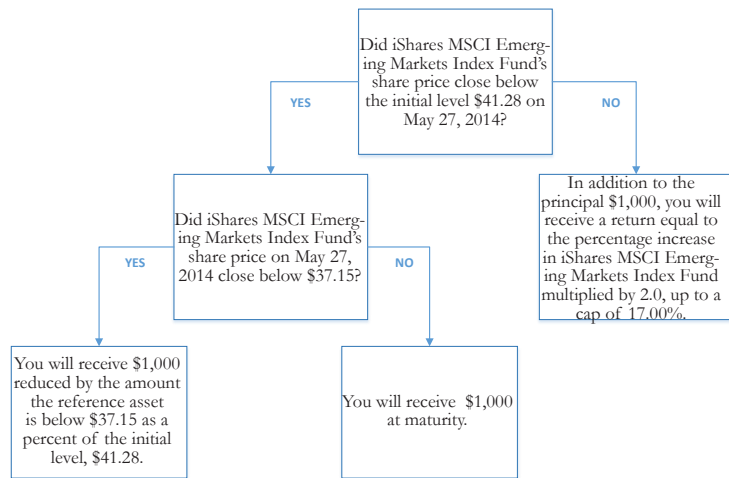 Did iShares MSCI Emerg-
ing Markets Index Fund's
share price close below
the initial level $41.28 on
May 27, 2014?
YES
NO
Did iShares MSCI Emerg-
ing Markets Index Fund's
share price on May 27,
2014 close below $37.15?
In addition to the
principal $1,000, you will
receive a return equal to
the percentage increase
in iShares MSCI Emerg-
ing Markets Index Fund
multiplied by 2.0, up to a
cap of 17.00%.
YES
NO
You will receive $1,000
reduced by the amount
the reference asset
is below $37.15 as a
percent of the initial
level, $41.28.
You will receive $1,000
at maturity.